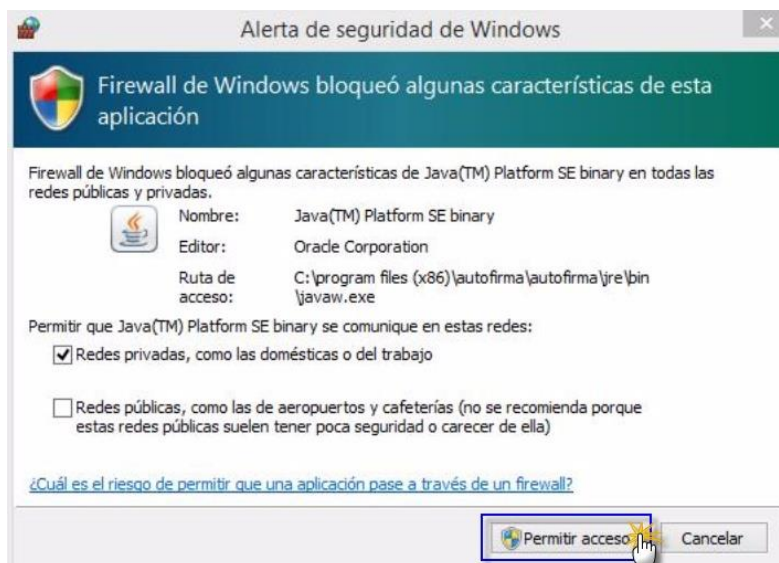 Alerta de seguridad de Windows
Firewall de Windows bloqueó algunas características de esta
aplicación
Firewall de Windows bloqueó algunas características de Java(TM) Platform SE binary en todas las
redes públicas y privadas.
Nombre: Java(TM) Platform SE binary
Editor: Oracle Corporation
Ruta de acceso: C:\program files (x86)\autofirma\autofirma\jre\bin
\javaw.exe
Permitir que Java(TM) Platform SE binary se comunique en estas redes:
Redes privadas, como las domésticas o del trabajo
Redes públicas, como las de aeropuertos y cafeterías (no se recomienda porque
estas redes públicas suelen tener poca seguridad o carecer de ella)
¿Cuál es el riesgo de permitir que una aplicación pase a través de un firewall?
Permitir acceso Cancelar